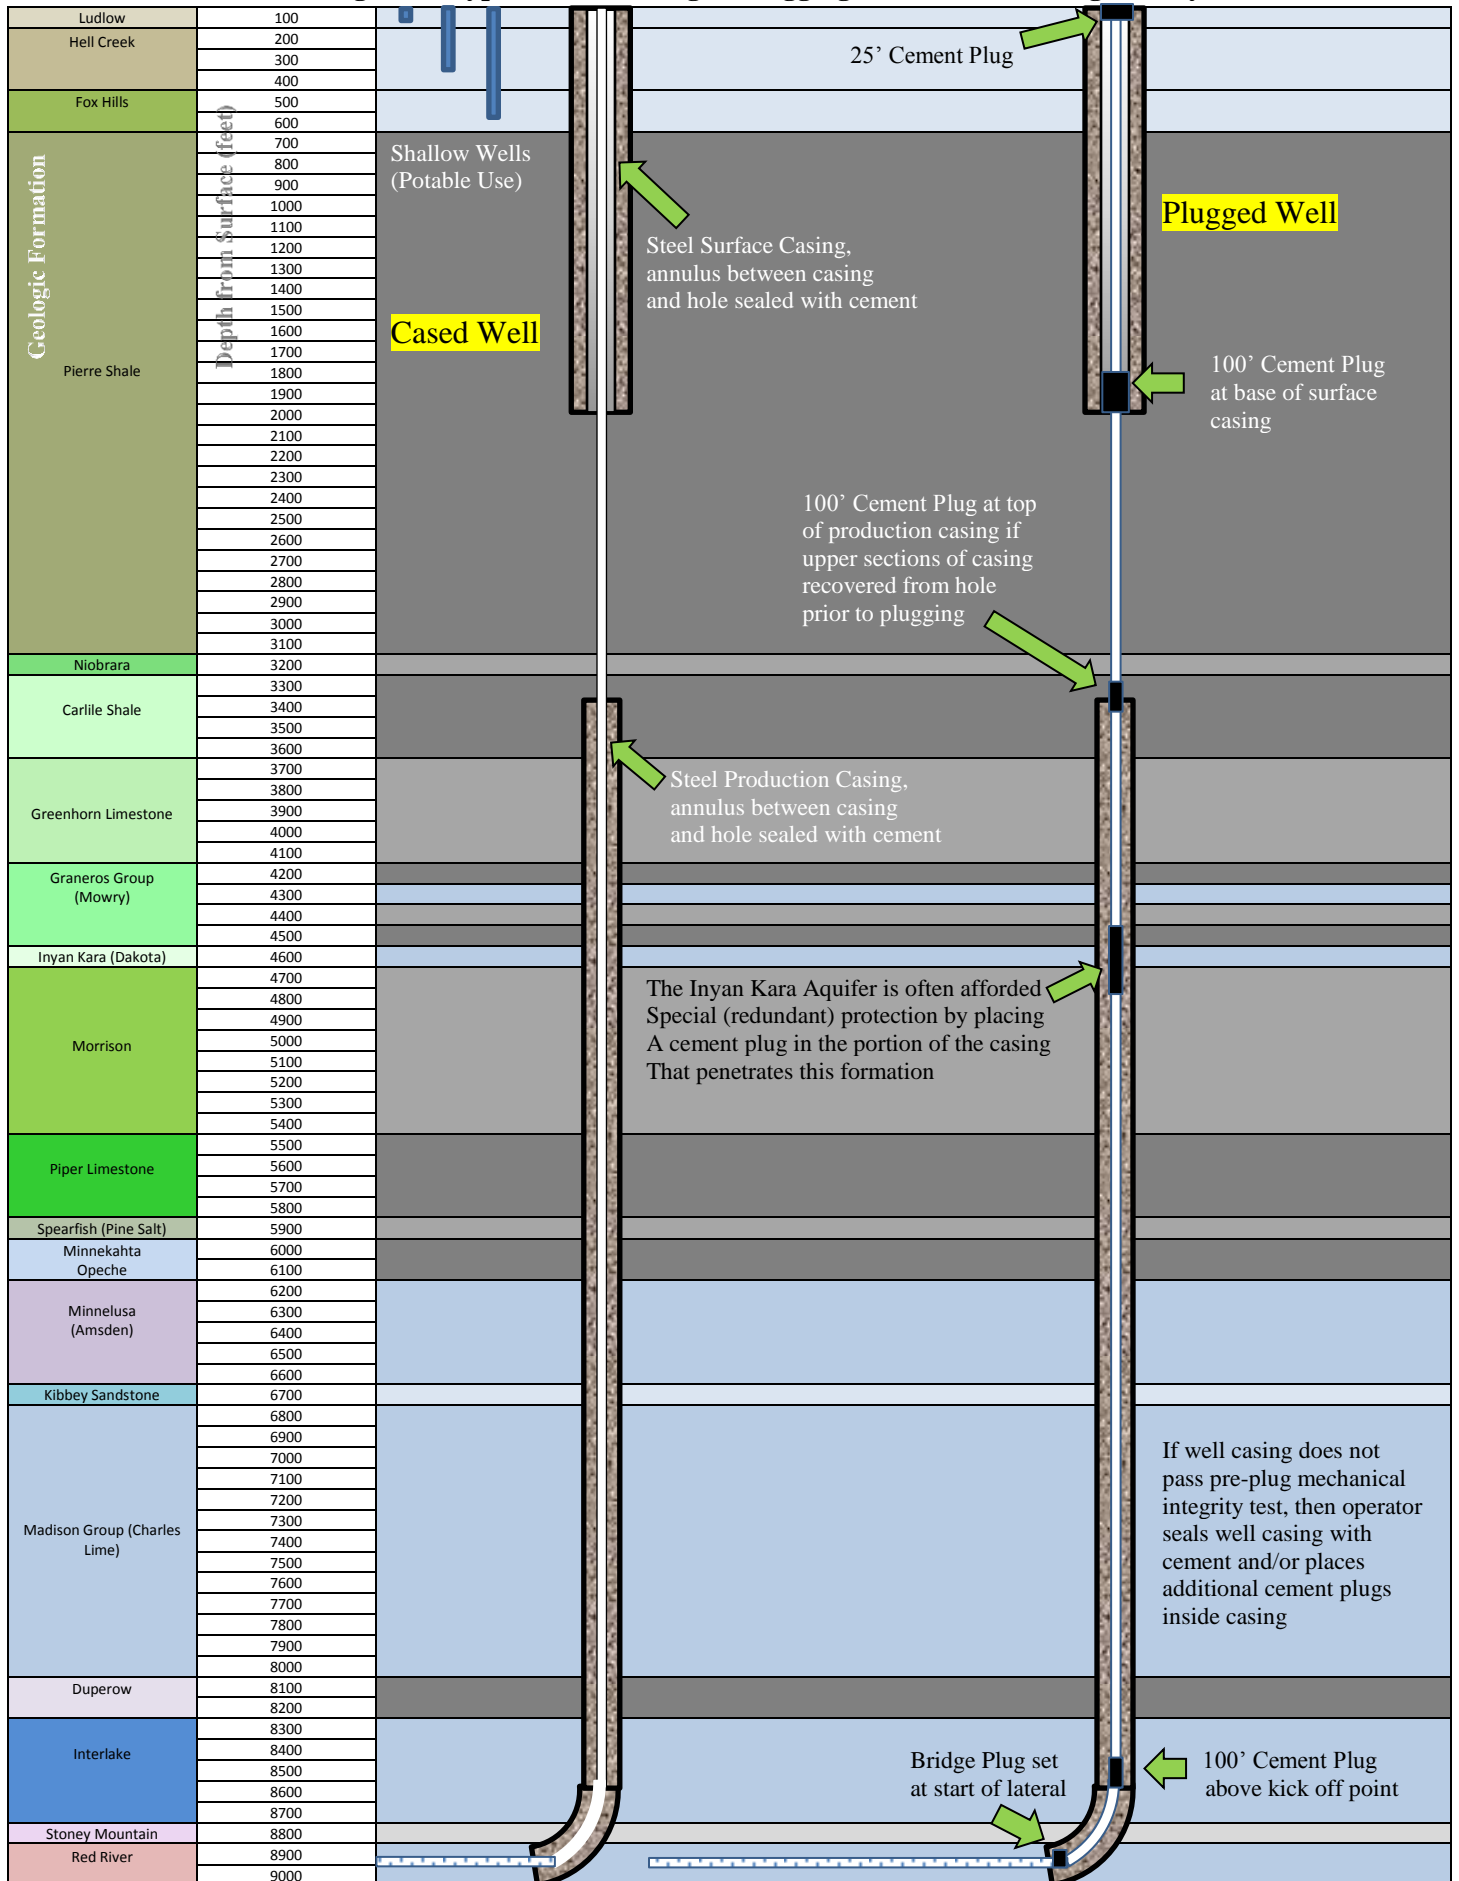 Ludlow
Hell Creek
Fox Hills
Geologic Formation
Pierre Shale
Niobrara
Carlile Shale
Greenhorn Limestone
Graneros Group
(Mowry)
Inyan Kara (Dakota)
Morrison
Piper Limestone
Spearfish (Pine Salt)
Minnekahta
Opeche
Minnelusa
(Amsden)
Kibbey Sandstone
Madison Group (Charles
Lime)
Duperow
Interlake
Stoney Mountain
Red River
Depth from Surface (feet)
100
200
300
400
500
600
700
800
900
1000
1100
1200
1300
1400
1500
1600
1700
1800
1900
2000
2100
2200
2300
2400
2500
2600
2700
2800
2900
3000
3100
3200
3300
3400
3500
3600
3700
3800
3900
4000
4100
4200
4300
4400
4500
4600
4700
4800
4900
5000
5100
5200
5300
5400
5500
5600
5700
5800
5900
6000
6100
6200
6300
6400
6500
6600
6700
6800
6900
7000
7100
7200
7300
7400
7500
7600
7700
7800
7900
8000
8100
8200
8300
8400
8500
8600
8700
8800
8900
9000
Shallow Wells
(Potable Use)
Cased Well
Steel Surface Casing,
annulus between casing
and hole sealed with cement
Steel Production Casing,
annulus between casing
and hole sealed with cement
25’ Cement Plug
Plugged Well
100’ Cement Plug
at base of surface
casing
100’ Cement Plug at top
of production casing if
upper sections of casing
recovered from hole
prior to plugging
The Inyan Kara Aquifer is often afforded
Special (redundant) protection by placing
A cement plug in the portion of the casing
That penetrates this formation
If well casing does not
pass pre-plug mechanical
integrity test, then operator
seals well casing with
cement and/or places
additional cement plugs
inside casing
Bridge Plug set
at start of lateral
100’ Cement Plug
above kick off point